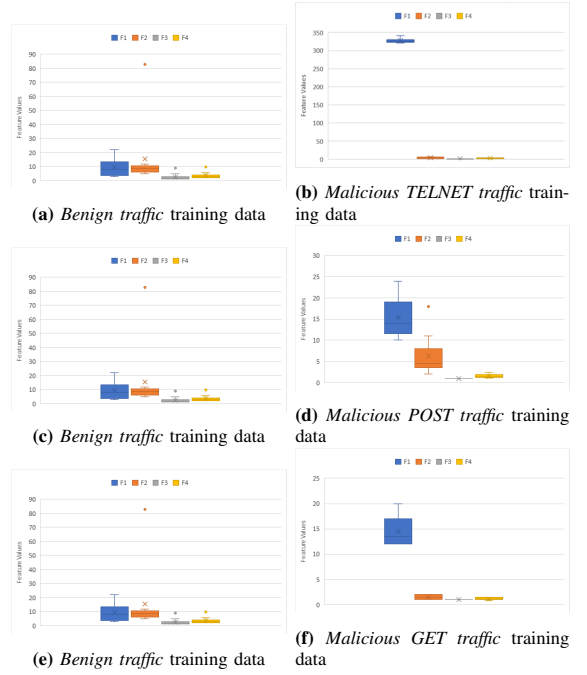 F1 F2 F3 F4
90
80
70
60
50
40
30
20
10
0
Feature Values
(a) Benign traffic training data
F1 F2 F3 F4
350
300
250
200
150
100
50
0
Feature Values
(b) Malicious TELNET traffic train-
ing data
F1 F2 F3 F4
90
80
70
60
50
40
30
20
10
0
Feature Values
(c) Benign traffic training data
F1 F2 F3 F4
30
25
20
15
10
5
0
Feature Values
(d) Malicious POST traffic training
data
F1 F2 F3 F4
90
80
70
60
50
40
30
20
10
0
Feature Values
(e) Benign traffic training data
F1 F2 F3 F4
25
20
15
10
5
0
Feature Values
(f) Malicious GET traffic training
data